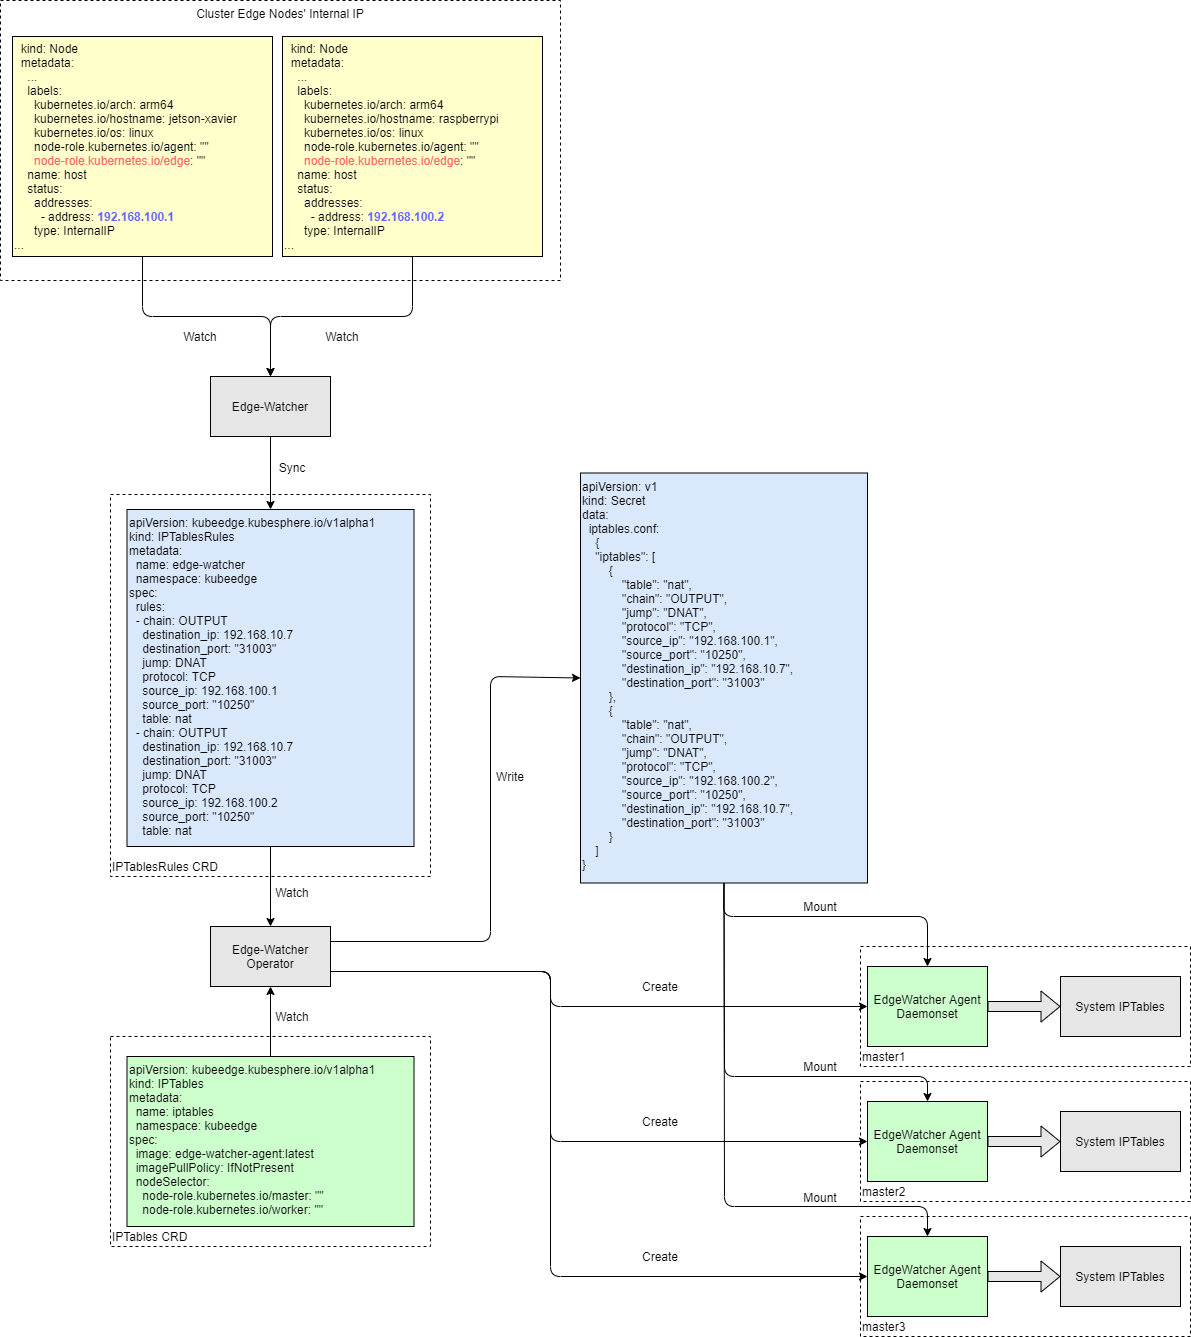 Cluster Edge Nodes' Internal IP
kind: Node
metadata:
...
labels:
kubernetes.io/arch: arm64
kubernetes.io/hostname: jetson-xavier
kubernetes.io/os: linux
node-role.kubernetes.io/agent: ""
node-role.kubernetes.io/edge: ""
name: host
status:
addresses:
- address: 192.168.100.1
type: InternalIP
...
kind: Node
metadata:
...
labels:
kubernetes.io/arch: arm64
kubernetes.io/hostname: raspberrypi
kubernetes.io/os: linux
node-role.kubernetes.io/agent: ""
node-role.kubernetes.io/edge: ""
name: host
status:
addresses:
- address: 192.168.100.2
type: InternalIP
...
Watch
Watch
Edge-Watcher
Sync
apiVersion: kubeedge.kubesphere.io/v1alpha1
kind: IPTablesRules
metadata:
name: edge-watcher
namespace: kubeedge
spec:
rules:
- chain: OUTPUT
destination_ip: 192.168.10.7
destination_port: "31003"
jump: DNAT
protocol: TCP
source_ip: 192.168.100.1
source_port: "10250"
table: nat
- chain: OUTPUT
destination_ip: 192.168.10.7
destination_port: "31003"
jump: DNAT
protocol: TCP
source_ip: 192.168.100.2
source_port: "10250"
table: nat
IPTablesRules CRD
Watch
Edge-Watcher
Operator
Watch
apiVersion: kubeedge.kubesphere.io/v1alpha1
kind: IPTables
metadata:
name: iptables
namespace: kubeedge
spec:
image: edge-watcher-agent:latest
imagePullPolicy: IfNotPresent
nodeSelector:
node-role.kubernetes.io/master: ""
node-role.kubernetes.io/worker: ""
IPTables CRD
Write
apiVersion: v1
kind: Secret
data:
iptables.conf:
{
"iptables": [
{
"table": "nat",
"chain": "OUTPUT",
"jump": "DNAT",
"protocol": "TCP",
"source_ip": "192.168.100.1",
"source_port": "10250",
"destination_ip": "192.168.10.7",
"destination_port": "31003"
},
{
"table": "nat",
"chain": "OUTPUT",
"jump": "DNAT",
"protocol": "TCP",
"source_ip": "192.168.100.2",
"source_port": "10250",
"destination_ip": "192.168.10.7",
"destination_port": "31003"
}
]
}
Mount
Create
EdgeWatcher Agent
Daemonset
System IPTables
master1
Mount
Create
EdgeWatcher Agent
Daemonset
System IPTables
master2
Mount
Create
EdgeWatcher Agent
Daemonset
System IPTables
master3